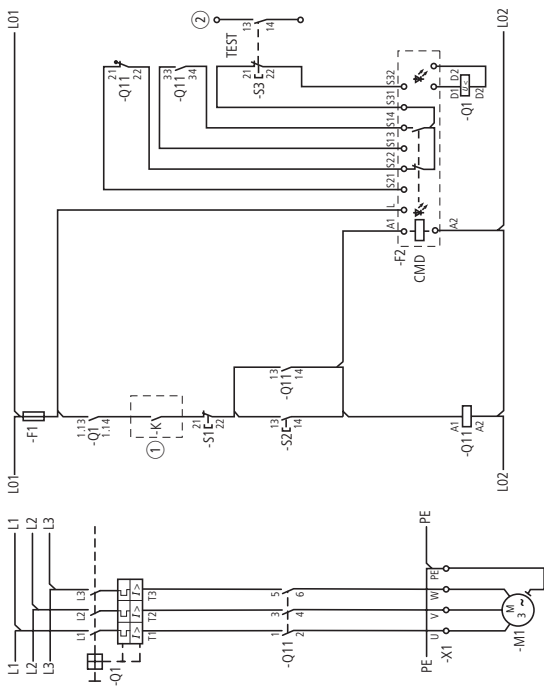 L1
L2
L3
L1
L2
L3
L1
L2
L3
-Q1
I>
I>
I>
T1
T2
T3
-Q11
1
2
3
4
5
6
PE
PE
-X1
U
V
W
PE
M
3 ~
-M1
L01
L01
-F1
1.13
-Q1
1.14
-K
1
21
-S1
22
13
-S2
14
13
-Q11
14
A1
-Q11
A2
L02
L02
21
-Q1
22
33
-Q1
34
TEST
2
13
14
21
-S3
22
A1
L
S21
S22
S13
S14
S31
S32
-F2
CMD
A2
D1
D2
-Q1
U<
D2